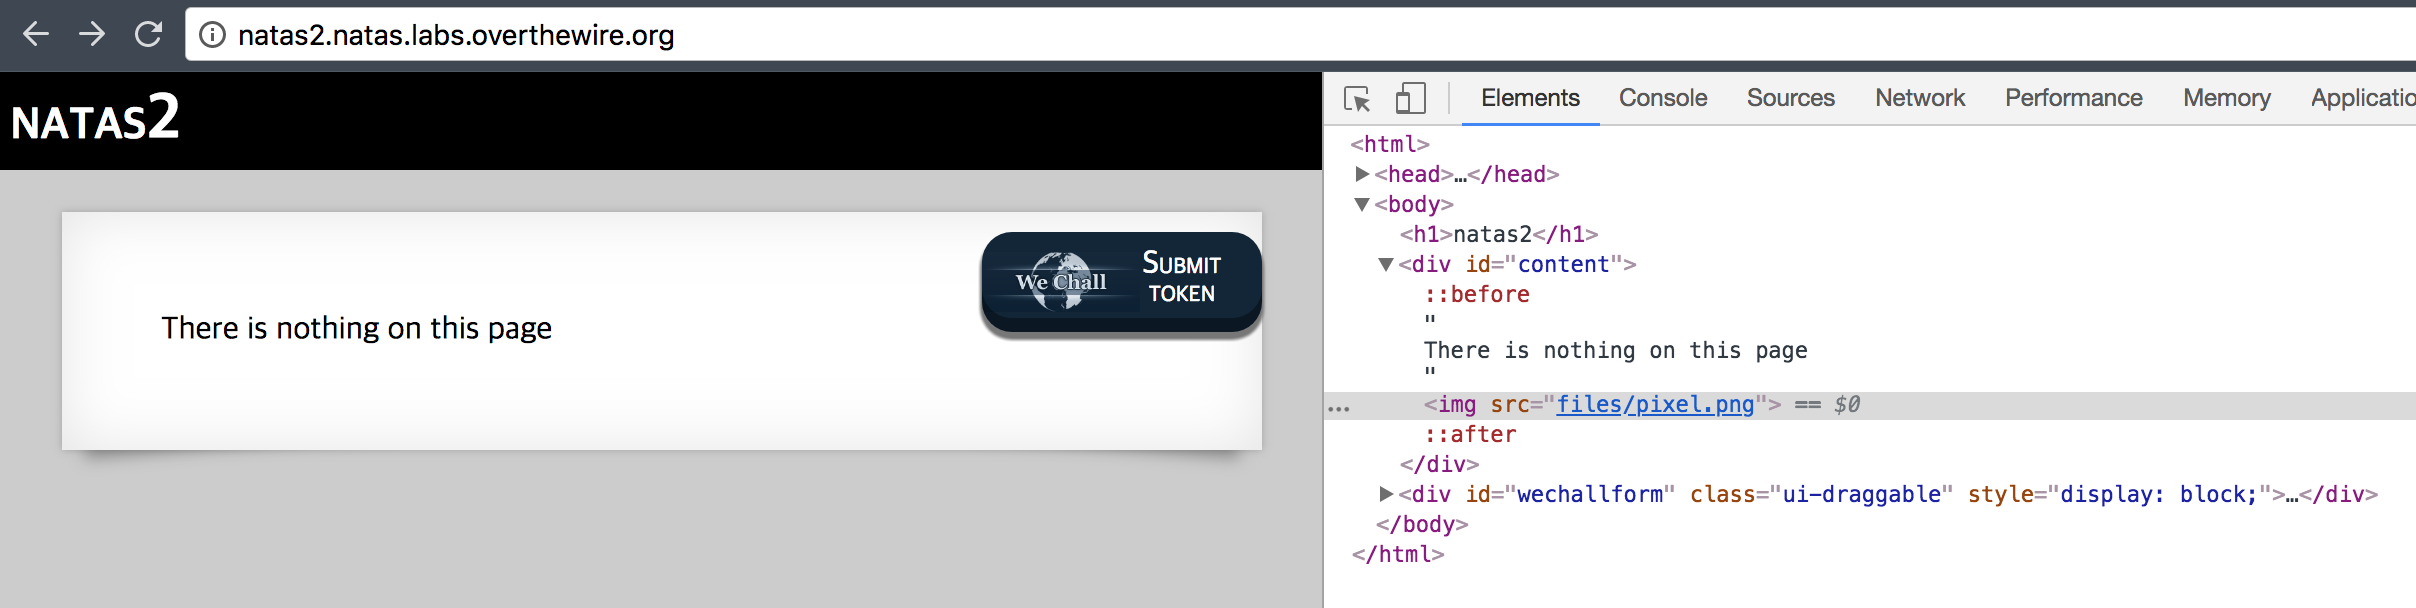 natas2.natas.labs.overthewire.org
NATAS2
There is nothing on this page
We Chall
SUBMIT
TOKEN
Elements Console Sources Network Performance Memory Applicatio
<html>
<head>…</head>
<body>
<h1>natas2</h1>
<div id="content">
::before
"
There is nothing on this page
"
… <img src="files/pixel.png"> == $0
::after
</div>
<div id="wechallform" class="ui-draggable" style="display: block;">…</div>
</body>
</html>